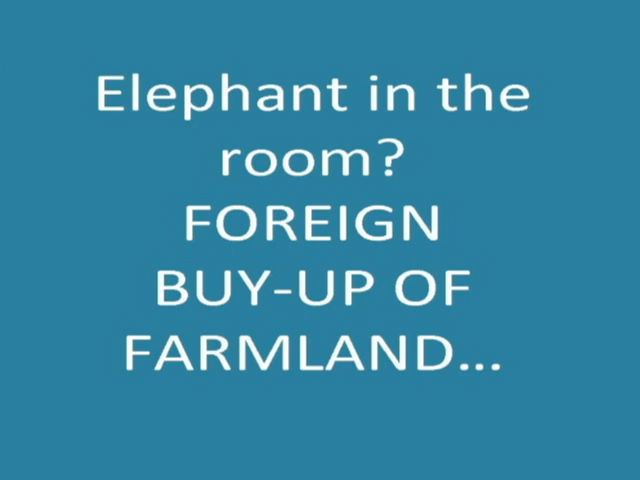 Elephant in the
room?
FOREIGN
BUY-UP OF
FARMLAND...